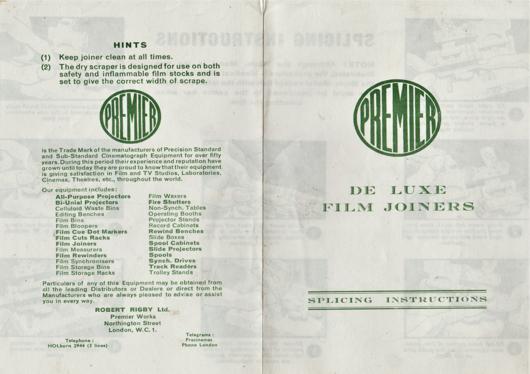 HINTS
(1) Keep joiner clean at all times.
(2) The dry scraper is designed for use on both
safety and inflammable film stocks and is
set to give the correct width of scrape.
PREMIER
is the Trade Mark of the manufacturers of Precision Standard
and Sub-Standard Cinematograph Equipment for over fifty
years. During this period their experience and reputation have
grown until today they are proud to know that their equipment
is giving satisfaction in Film and TV Studios, Laboratories,
Cinemas, Theatres, etc., throughout the world.
Our equipment includes:
All-Purpose Projectors
Bi-Unial Projectors
Celluloid Waste Bins
Editing Benches
Film Bins
Film Bloopers
Film Cue Dot Markers
Film Cuts Racks
Film Joiners
Film Measurers
Film Rewinders
Film Synchronisers
Film Storage Bins
Film Storage Racks
Film Waxers
Fire Shutters
Non-Synch. Tables
Operating Booths
Projector Stands
Record Cabinets
Rewind Benches
Slide Boxes
Spool Cabinets
Slide Projectors
Spools
Synch. Drives
Track Readers
Trolley Stands
Particulars of any of this Equipment may be obtained from
all the leading Distributors or Dealers or direct from the
Manufacturers who are always pleased to advise or assist
you in every way.
ROBERT RIGBY Ltd.
Premier Works
Northington Street
London, W.C.1.
Telephone:
HOLborn 2944 (3 lines)
Telegrams:
Precinemas
Phone London
PREMIER
DE LUXE
FILM JOINERS
SPLICING INSTRUCTIONS